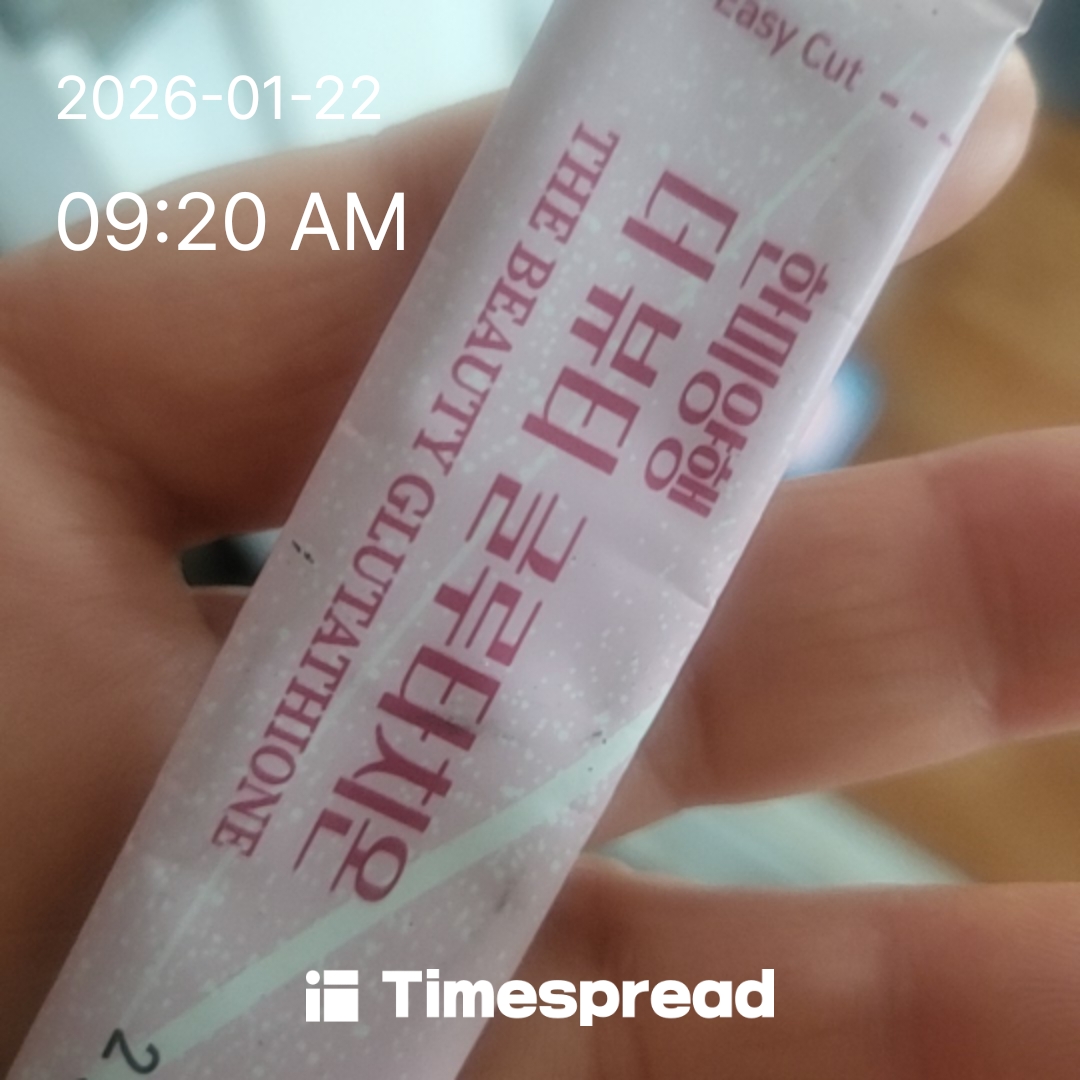 2026-01-22
09:20 AM
Easy Cut
한미양행
더 뷰티 글루타치온
THE BEAUTY GLUTATHIONE
2
Timespread